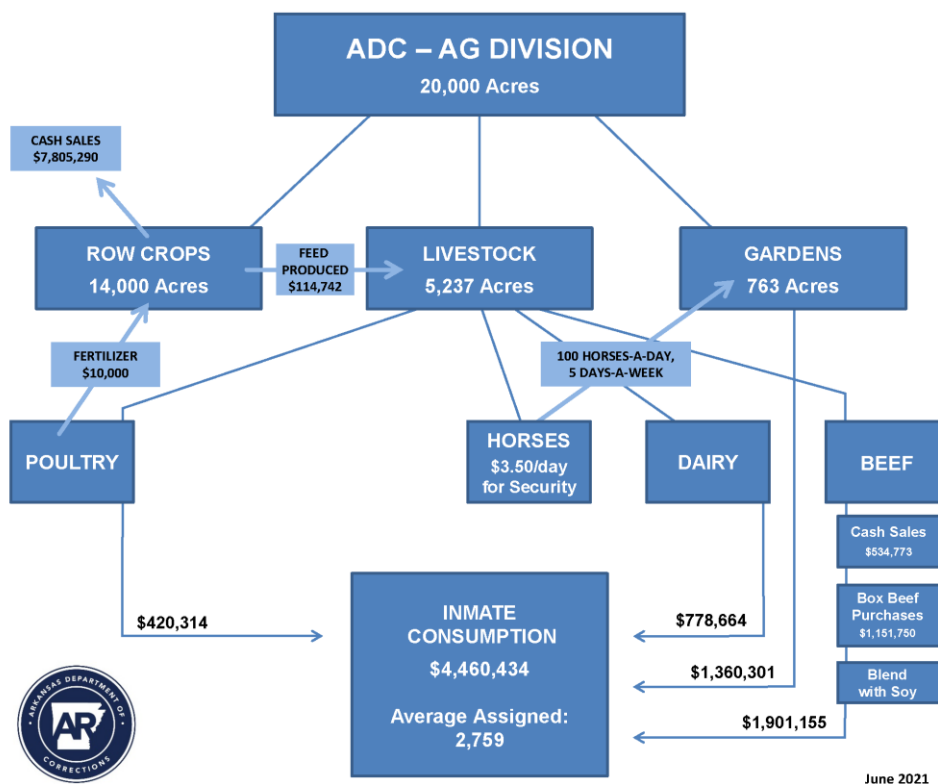 ADC – AG DIVISION
20,000 Acres
CASH SALES
$7,805,290
ROW CROPS
14,000 Acres
FEED
PRODUCED
$114,742
LIVESTOCK
5,237 Acres
GARDENS
763 Acres
FERTILIZER
$10,000
100 HORSES-A-DAY,
5 DAYS-A-WEEK
POULTRY
HORSES
$3.50/day
for Security
DAIRY
BEEF
Cash Sales
$534,773
Box Beef
Purchases
$1,151,750
Blend
with Soy
$420,314
INMATE
CONSUMPTION
$4,460,434
Average Assigned:
2,759
$778,664
$1,360,301
$1,901,155
ARKANSAS DEPARTMENT OF
AR
CORRECTIONS
June 2021